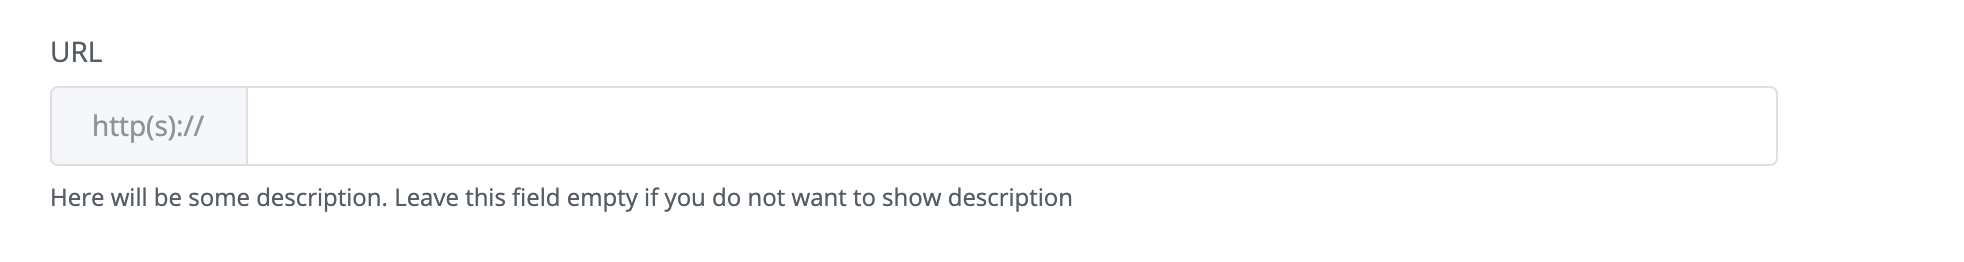 URL
http(s)://
Here will be some description. Leave this field empty if you do not want to show description